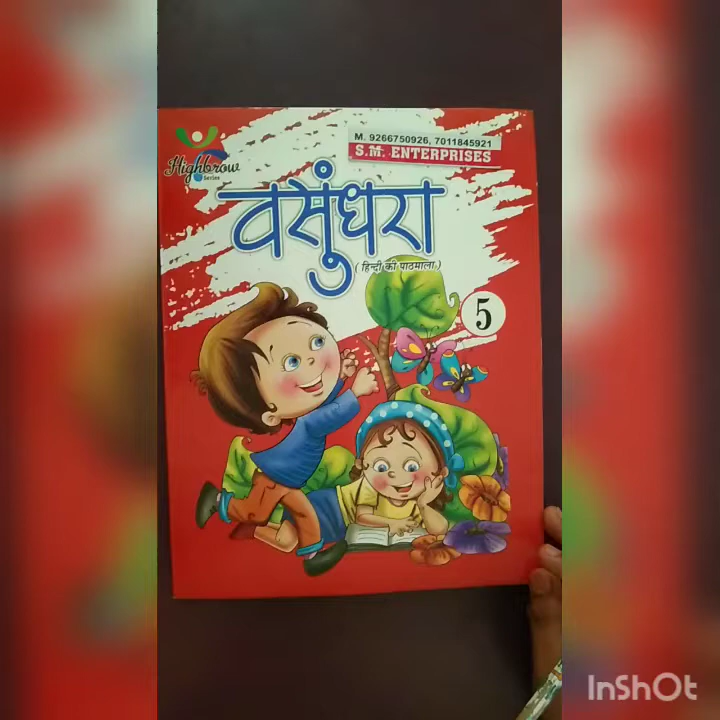 M. 9266750926, 7011845921
S.M. ENTERPRISES
Highbrow
Series
वसुंधरा
( हिन्दी की पाठमाला )
5
InShOt